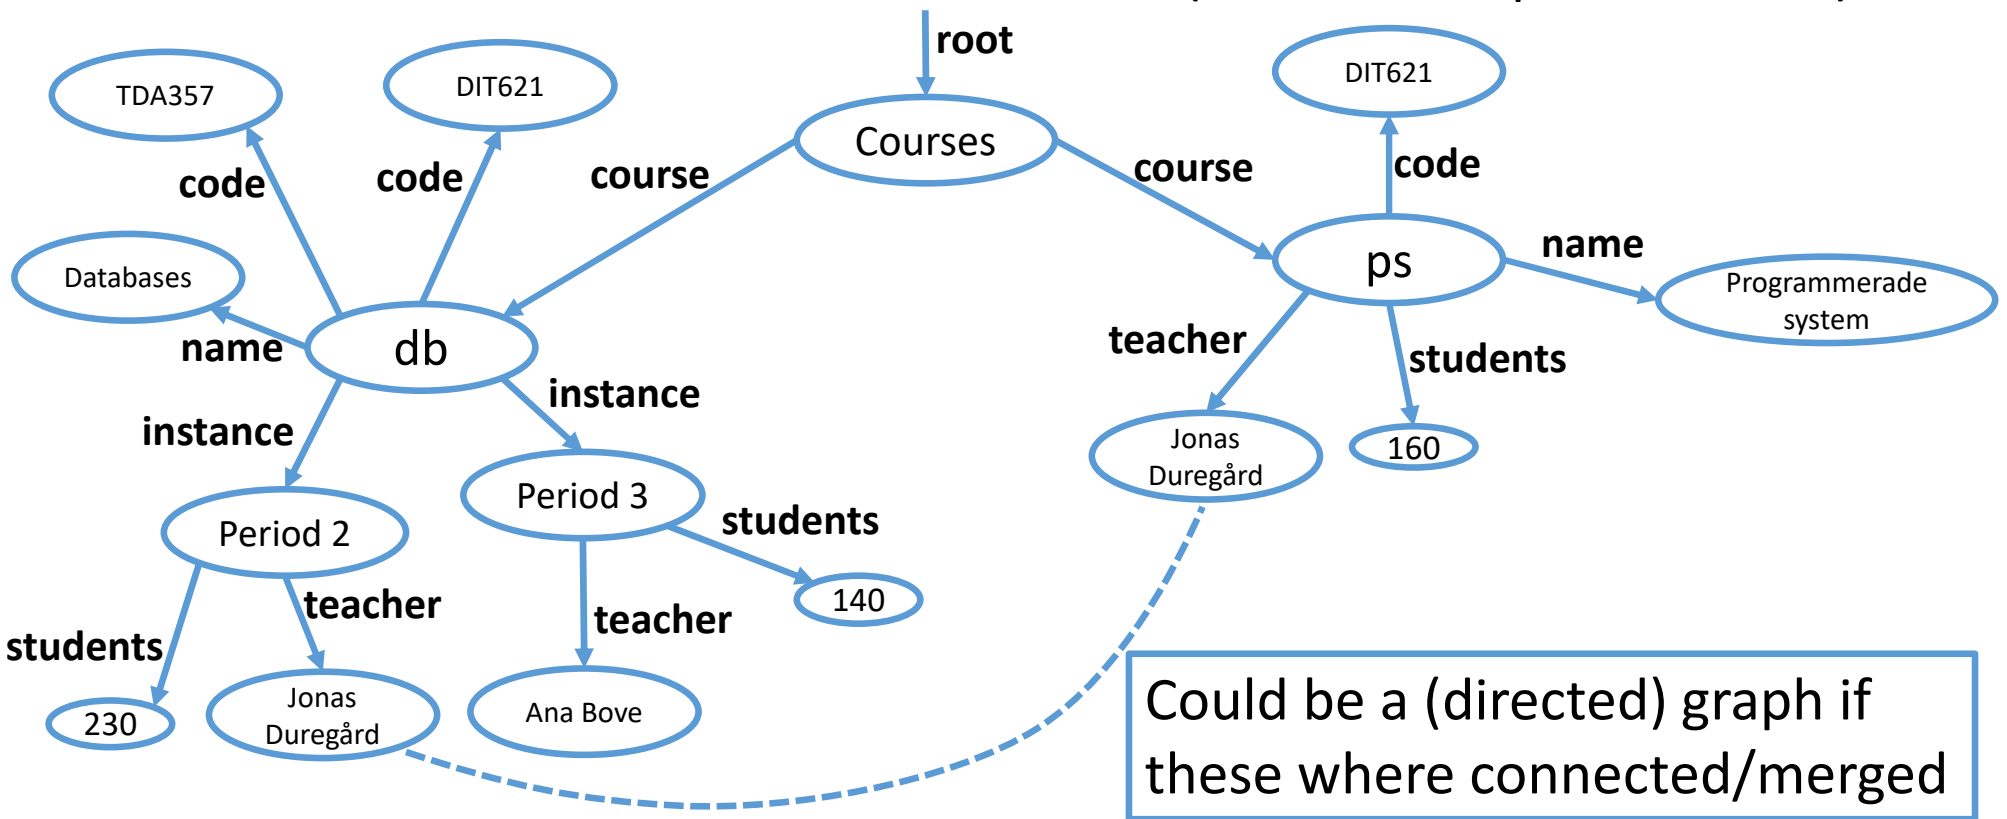 root
TDA357
DIT621
Courses
DIT621
code
code
course
course
code
Databases
name
db
ps
name
Programmerade
system
instance
instance
teacher
students
Period 2
Period 3
students
Jonas
Duregård
160
students
teacher
teacher
140
230
Jonas
Duregård
Ana Bove
Could be a (directed) graph if
these where connected/merged